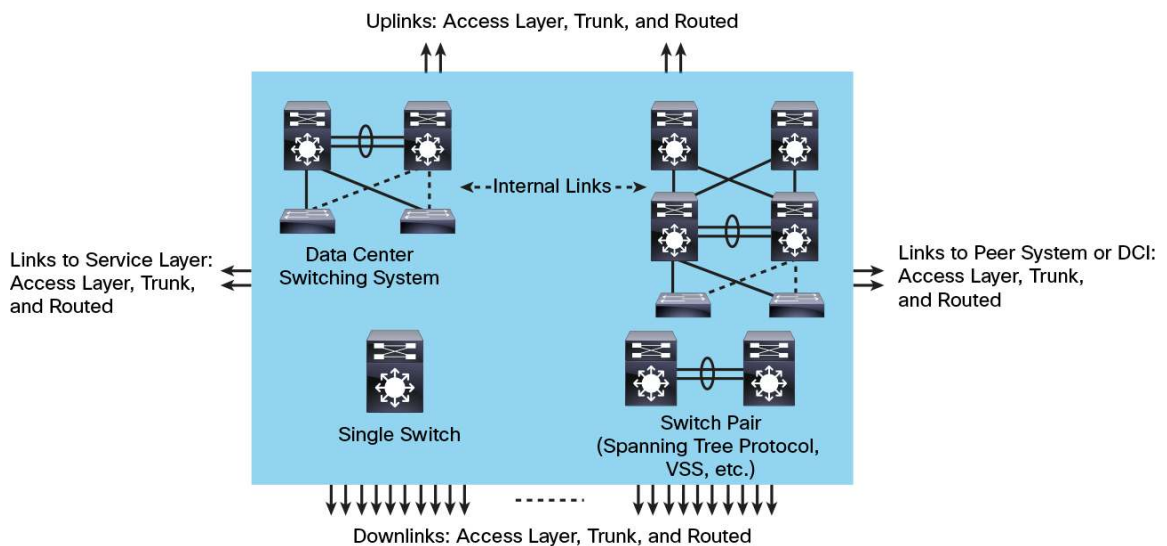 Uplinks: Access Layer, Trunk, and Routed
Internal Links
Data Center
Switching System
Links to Service Layer:
Access Layer, Trunk,
and Routed
Links to Peer System or DCI:
Access Layer, Trunk,
and Routed
Single Switch
Switch Pair
(Spanning Tree Protocol,
VSS, etc.)
Downlinks: Access Layer, Trunk, and Routed